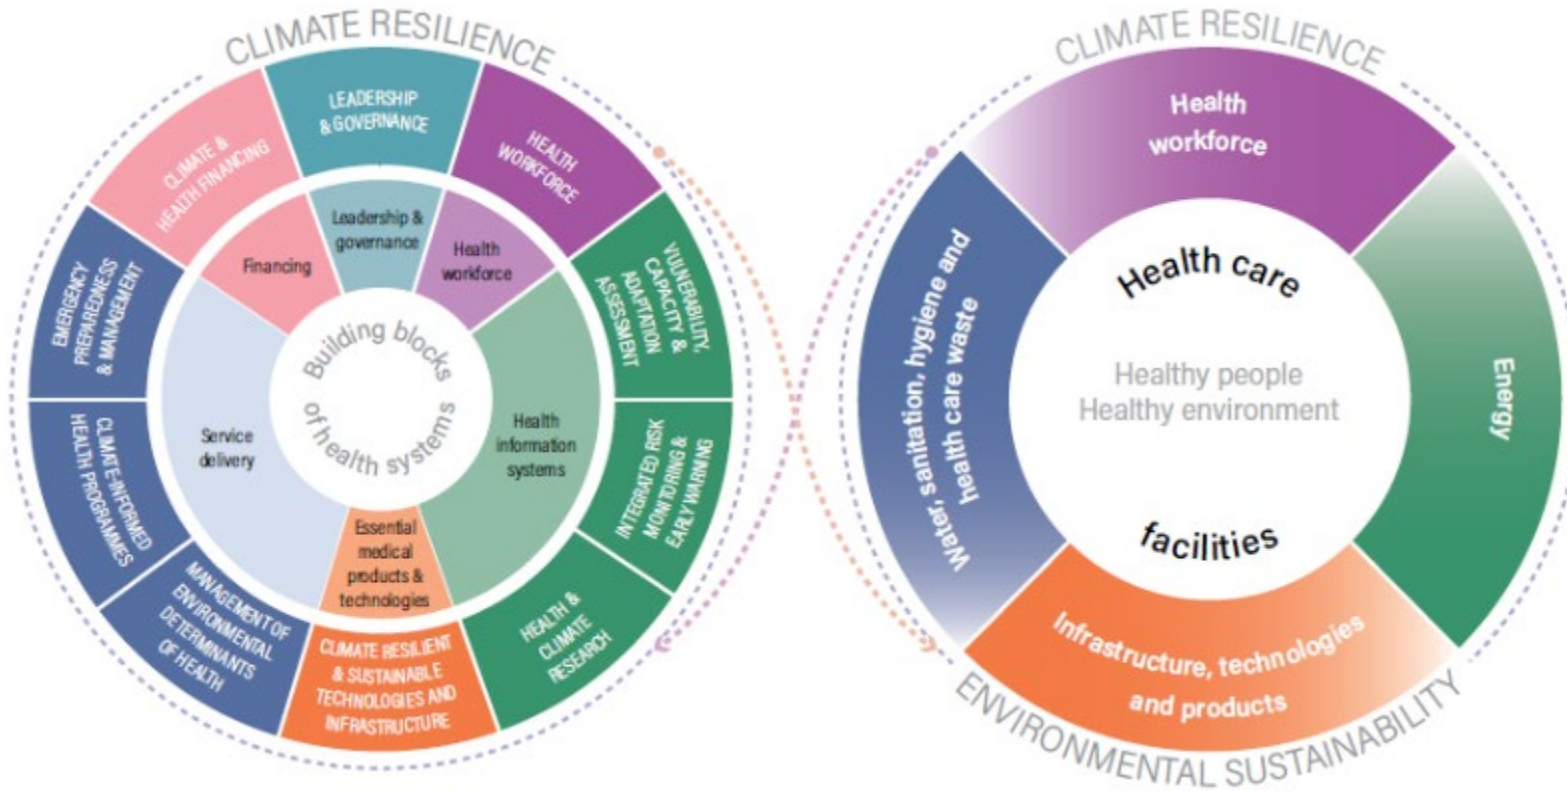 CLIMATE RESILIENCE
LEADERSHIP
& GOVERNANCE
HEALTH
WORKFORCE
VULNERABILITY,
CAPACITY &
ADAPTATION
ASSESSMENT
INTEGRATED RISK
MONITORING &
EARLY WARNING
HEALTH &
CLIMATE
RESEARCH
CLIMATE RESILIENT
& SUSTAINABLE
TECHNOLOGIES AND
INFRASTRUCTURE
MANAGEMENT OF
ENVIRONMENTAL
DETERMINANTS
OF HEALTH
CLIMATE-INFORMED
HEALTH PROGRAMMES
EMERGENCY
PREPAREDNESS
& MANAGEMENT
CLIMATE &
HEALTH FINANCING
Leadership &
governance
Health
workforce
Health
information
systems
Essential
medical
products &
technologies
Service
delivery
Financing
Building blocks
of health systems
CLIMATE RESILIENCE
Health
workforce
Energy
Infrastructure, technologies
and products
Water, sanitation, hygiene and
health care waste
Health care
Healthy people
Healthy environment
facilities
ENVIRONMENTAL SUSTAINABILITY